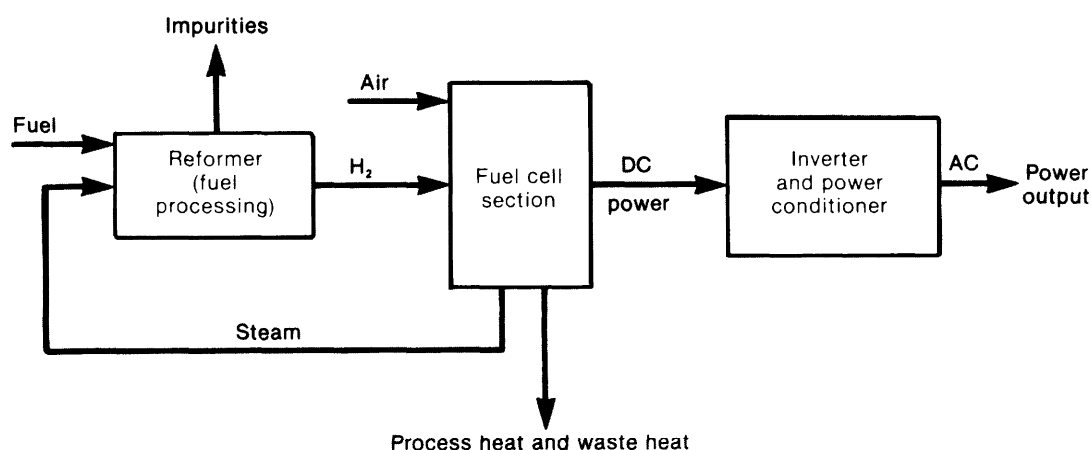 Impurities
Air
Fuel
Reformer
(fuel
processing)
H₂
Fuel cell
section
DC
power
Inverter
and power
conditioner
AC
Power
output
Steam
Process heat and waste heat